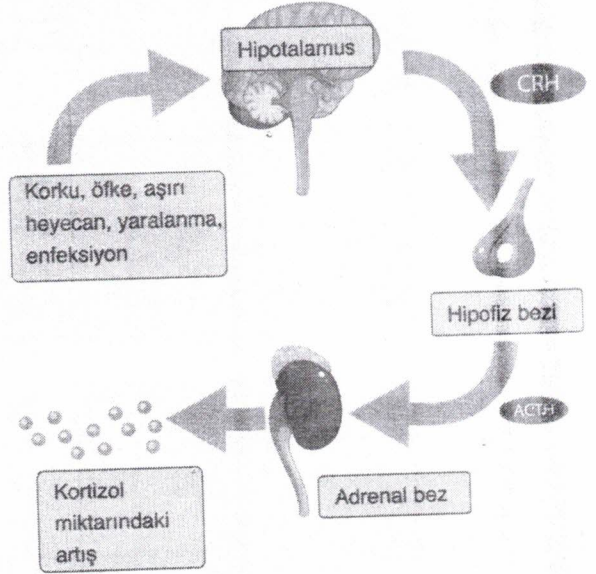 Hipotalamus
CRH
Korku, öfke, aşırı
heyecan, yaralanma,
enfeksiyon
Hipofiz bezi
ACTH
Adrenal bez
Kortizol
miktarındaki
artış